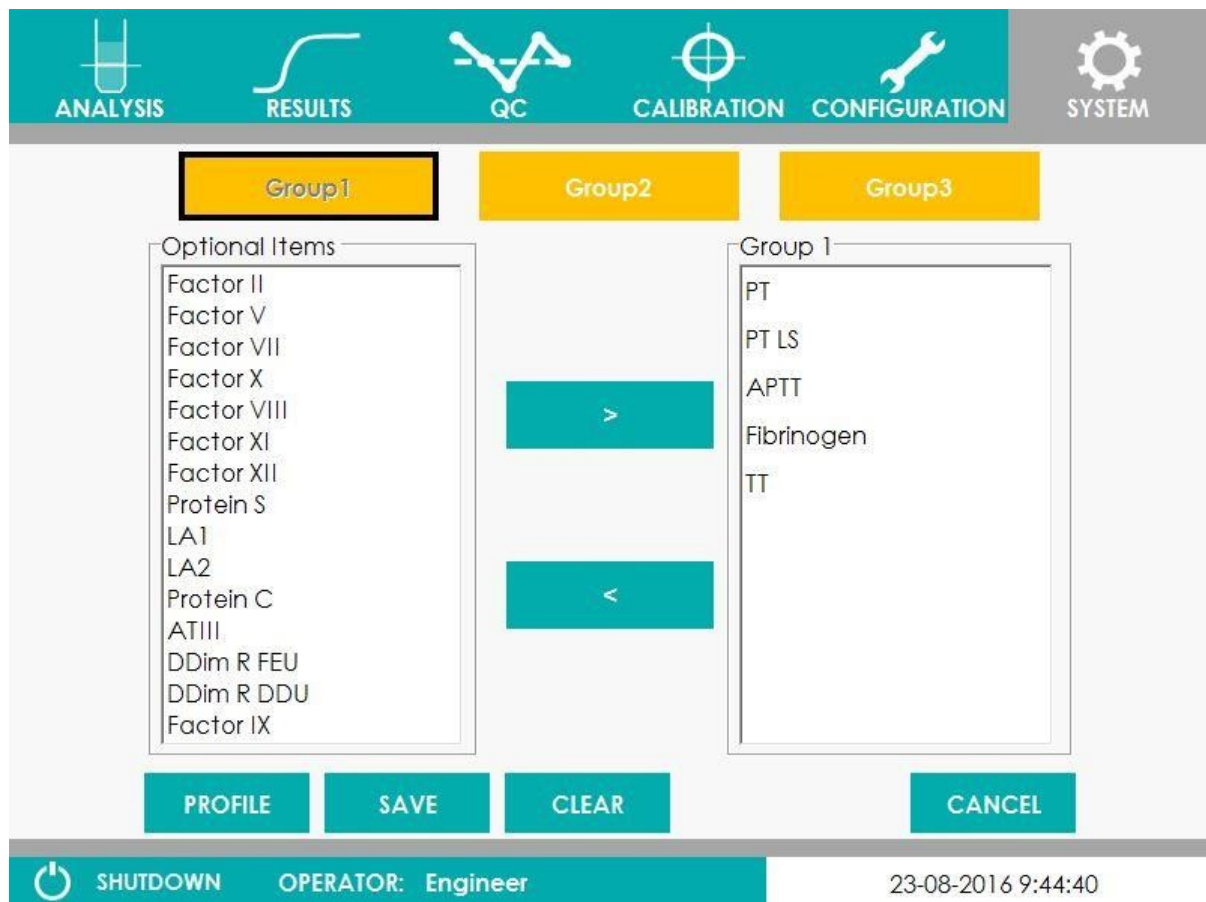 ANALYSIS
RESULTS
QC
CALIBRATION
CONFIGURATION
SYSTEM
Group1
Group2
Group3
Optional Items
Factor II
Factor V
Factor VII
Factor X
Factor VIII
Factor XI
Factor XII
Protein S
LA1
LA2
Protein C
ATIII
DDim R FEU
DDim R DDU
Factor IX
>
<
Group 1
PT
PT LS
APTT
Fibrinogen
TT
PROFILE
SAVE
CLEAR
CANCEL
SHUTDOWN
OPERATOR: Engineer
23-08-2016 9:44:40